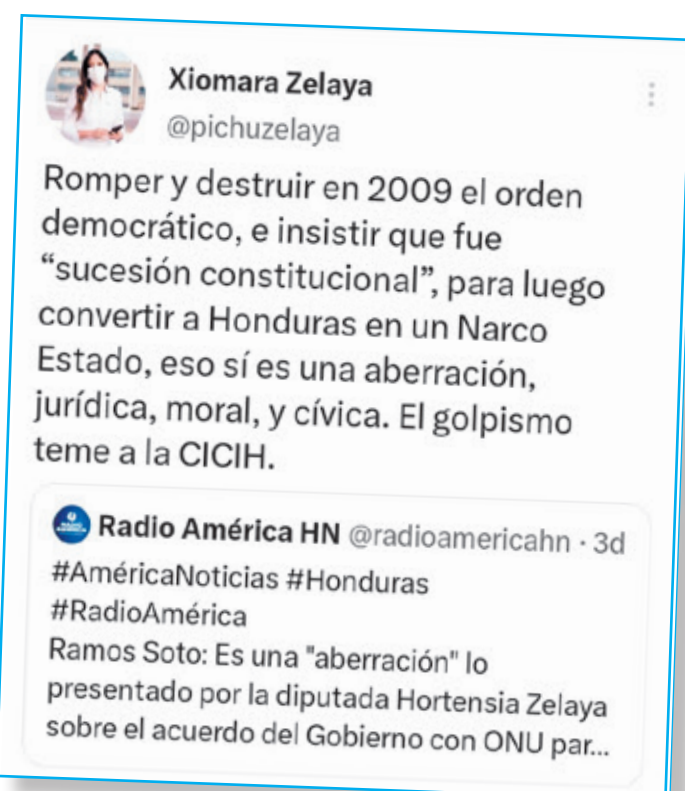 Xiomara Zelaya
@pichuzelaya
Romper y destruir en 2009 el orden
democrático, e insistir que fue
“sucesión constitucional”, para luego
convertir a Honduras en un Narco
Estado, eso sí es una aberración,
jurídica, moral, y cívica. El golpismo
teme a la CICIH.
Radio América HN @radioamericahn · 3d
#AméricaNoticias #Honduras
#RadioAmérica
Ramos Soto: Es una "aberración" lo
presentado por la diputada Hortensia Zelaya
sobre el acuerdo del Gobierno con ONU par...